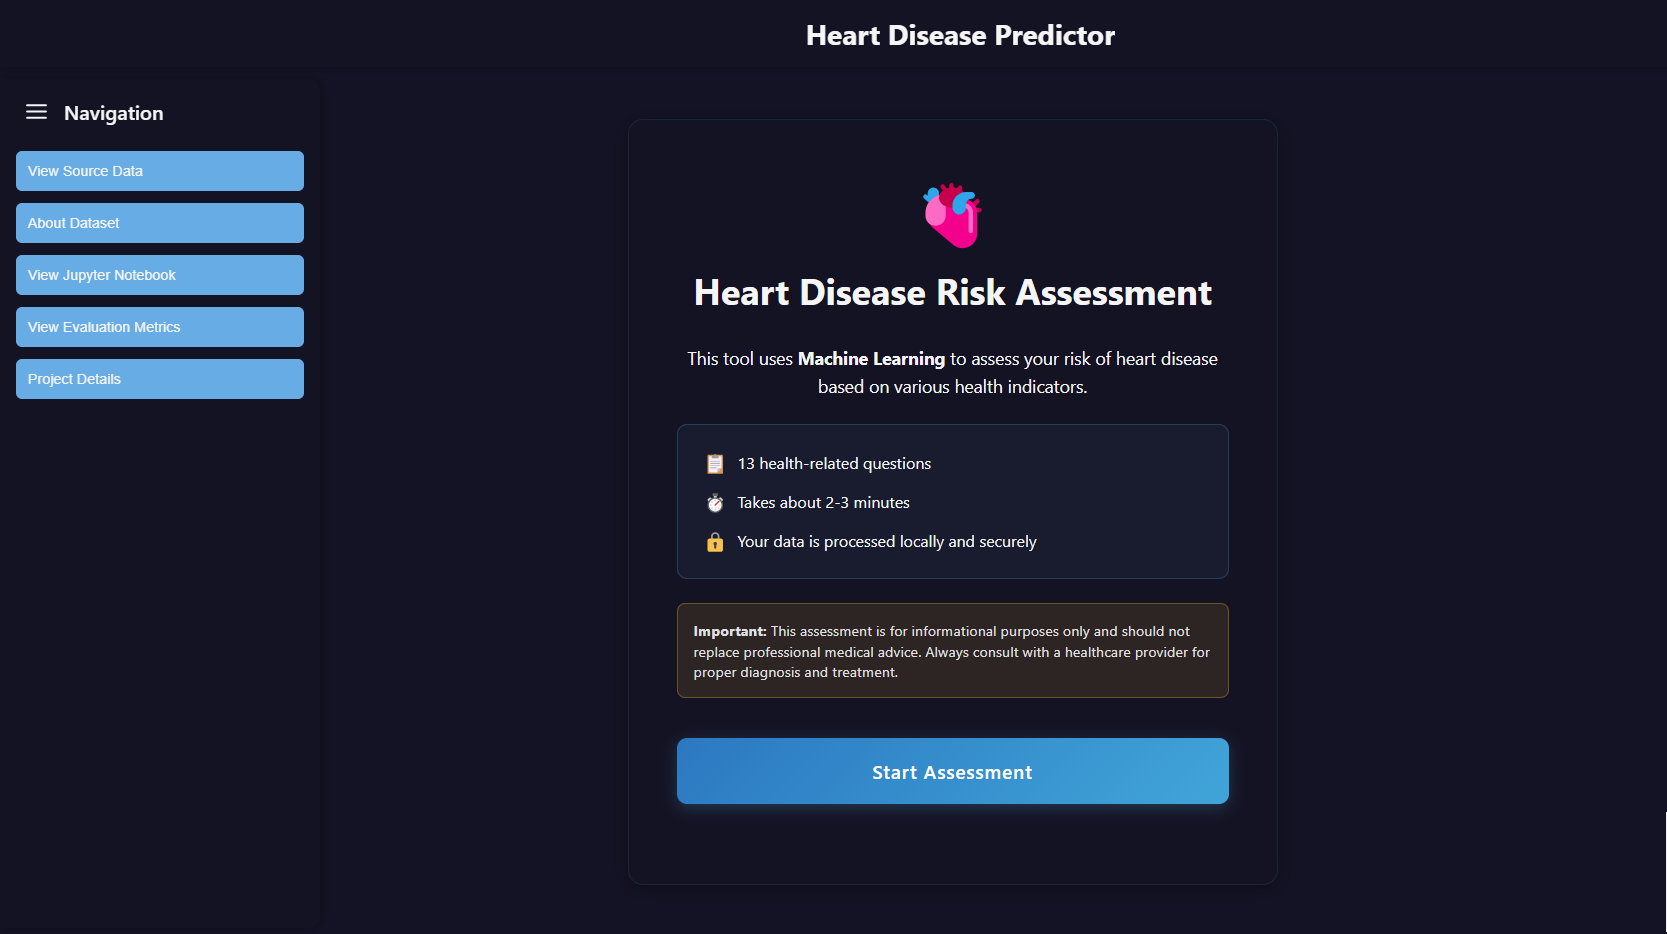 Heart Disease Predictor
Navigation
View Source Data
About Dataset
View Jupyter Notebook
View Evaluation Metrics
Project Details
Heart Disease Risk Assessment
This tool uses Machine Learning to assess your risk of heart disease
based on various health indicators.
13 health-related questions
Takes about 2-3 minutes
Your data is processed locally and securely
Important: This assessment is for informational purposes only and should not
replace professional medical advice. Always consult with a healthcare provider for
proper diagnosis and treatment.
Start Assessment